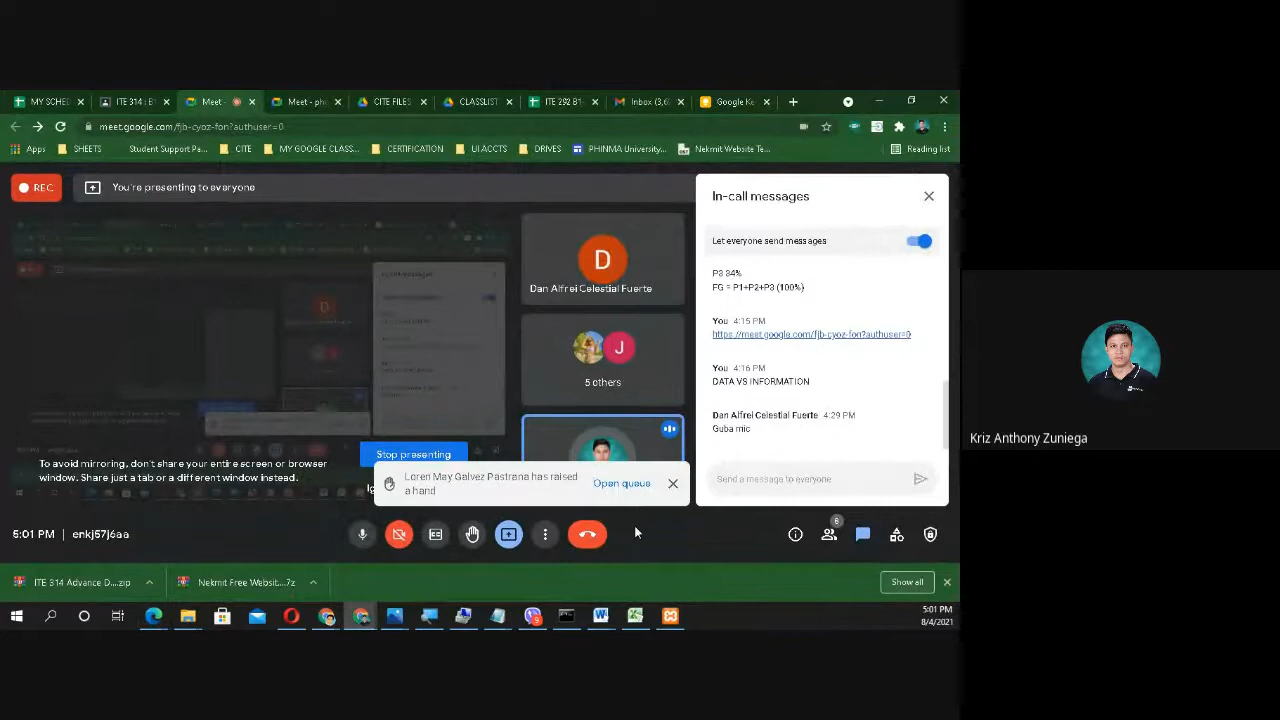 MY SCHE
ITE 314 : B
Meet -
Meet - phi
CITE FILES
CLASSLIST
ITE 292 B1
Inbox (3,6
Google Ke
meet.google.com/fjb-cyoz-fon?authuser=0
Apps
SHEETS
Student Support Pa...
CITE
MY GOOGLE CLASS...
CERTIFICATION
UI ACCTS
DRIVES
PHINMA University...
Nekmit Website Te...
Reading list
REC
You're presenting to everyone
In-call messages
Let everyone send messages
P3 34%
FG = P1+P2+P3 (100%)
You 4:15 PM
https://meet.google.com/fjb-cyoz-fon?authuser=0
You 4:16 PM
DATA VS INFORMATION
Dan Alfrei Celestial Fuerte 4:29 PM
Guba mic
Send a message to everyone
D
Dan Alfrei Celestial Fuerte
J
5 others
Stop presenting
To avoid mirroring, don't share your entire screen or browser
window. Share just a tab or a different window instead.
Loren May Galvez Pastrana has raised
a hand
Open queue
Kriz Anthony Zuniega
5:01 PM | enkj57j6aa
6
ITE 314 Advance D....zip
Nekmit Free Websit....7z
Show all
5:01 PM
8/4/2021